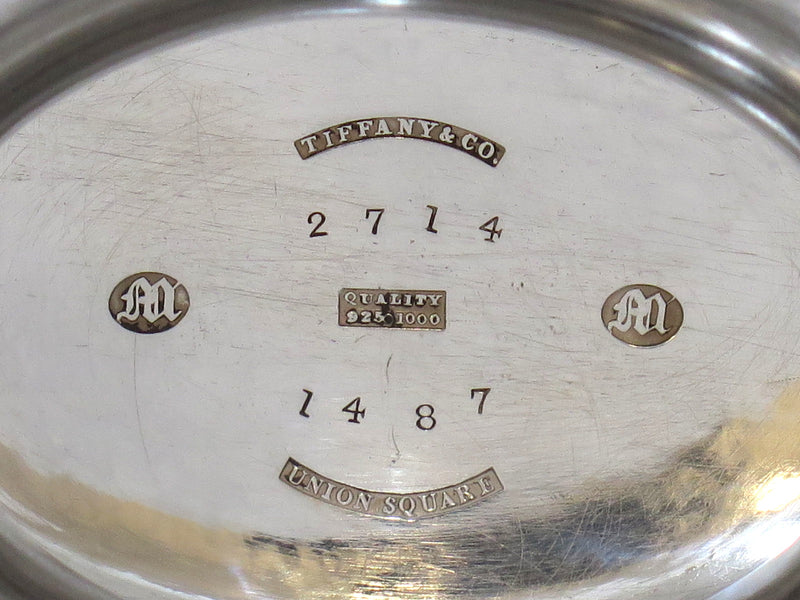 TIFFANY & CO.
2714
M
QUALITY
925 1000
M
1487
UNION SQUARE